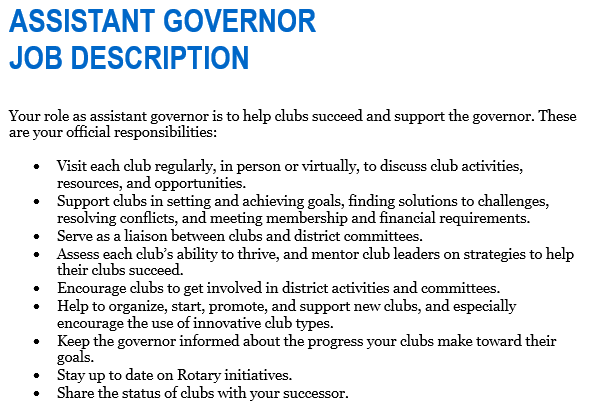 ASSISTANT GOVERNOR
JOB DESCRIPTION
Your role as assistant governor is to help clubs succeed and support the governor. These
are your official responsibilities:
• Visit each club regularly, in person or virtually, to discuss club activities,
resources, and opportunities.
• Support clubs in setting and achieving goals, finding solutions to challenges,
resolving conflicts, and meeting membership and financial requirements.
• Serve as a liaison between clubs and district committees.
• Assess each club’s ability to thrive, and mentor club leaders on strategies to help
their clubs succeed.
• Encourage clubs to get involved in district activities and committees.
• Help to organize, start, promote, and support new clubs, and especially
encourage the use of innovative club types.
• Keep the governor informed about the progress your clubs make toward their
goals.
• Stay up to date on Rotary initiatives.
• Share the status of clubs with your successor.